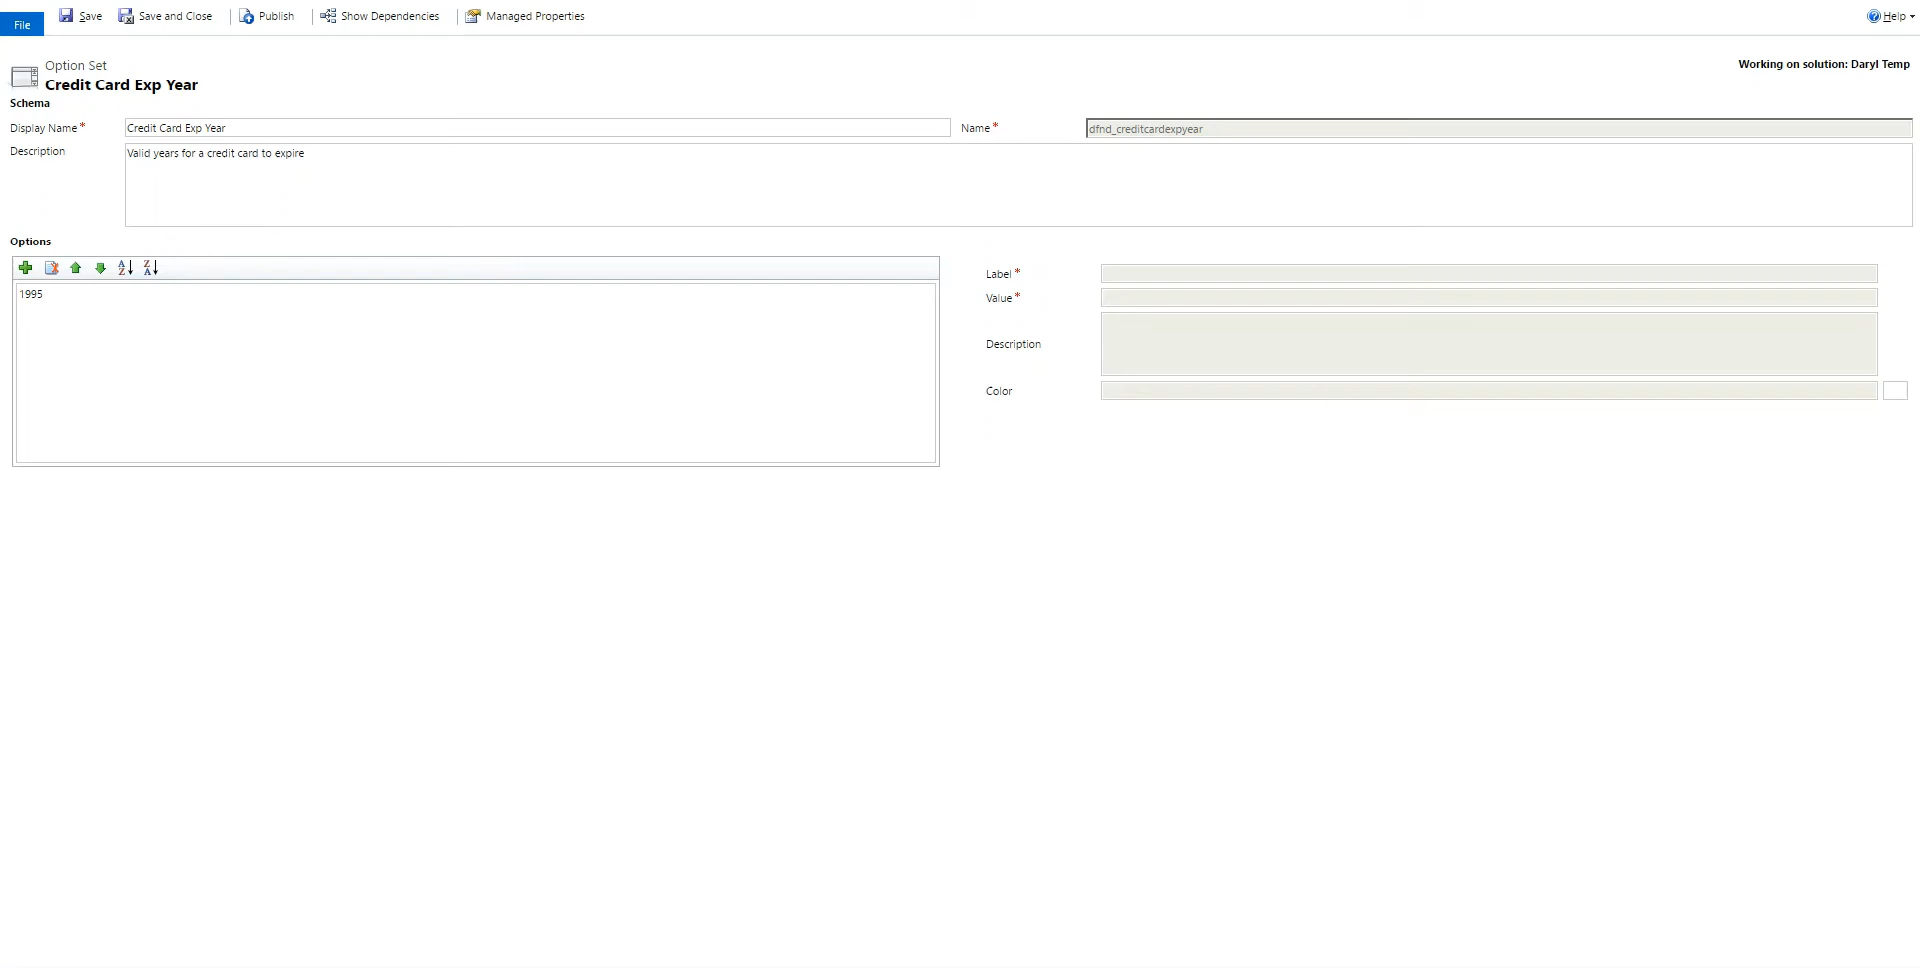 File Save Save and Close Publish Show Dependencies Managed Properties Help
Option Set
Credit Card Exp Year
Working on solution: Daryl Temp
Schema
Display Name* Credit Card Exp Year Name* dfnd_creditcardexpyear
Description Valid years for a credit card to expire
Options
A Z Z A
1995
Label*
Value*
Description
Color